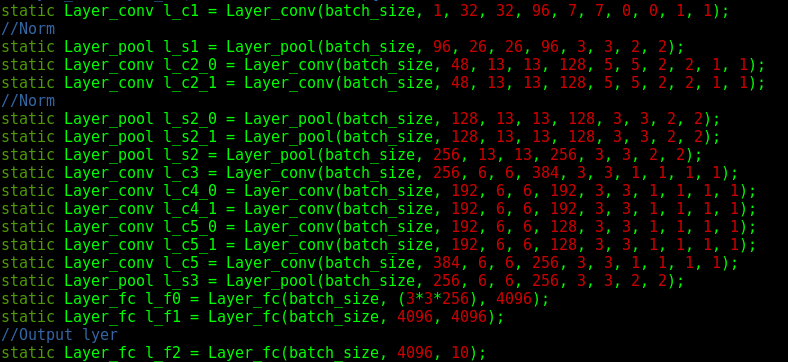 static Layer_conv l_c1 = Layer_conv(batch_size, 1, 32, 32, 96, 7, 7, 0, 0, 1, 1);
//Norm
static Layer_pool l_s1 = Layer_pool(batch_size, 96, 26, 26, 96, 3, 3, 2, 2);
static Layer_conv l_c2_0 = Layer_conv(batch_size, 48, 13, 13, 128, 5, 5, 2, 2, 1, 1);
static Layer_conv l_c2_1 = Layer_conv(batch_size, 48, 13, 13, 128, 5, 5, 2, 2, 1, 1);
//Norm
static Layer_pool l_s2_0 = Layer_pool(batch_size, 128, 13, 13, 128, 3, 3, 2, 2);
static Layer_pool l_s2_1 = Layer_pool(batch_size, 128, 13, 13, 128, 3, 3, 2, 2);
static Layer_pool l_s2 = Layer_pool(batch_size, 256, 13, 13, 256, 3, 3, 2, 2);
static Layer_conv l_c3 = Layer_conv(batch_size, 256, 6, 6, 384, 3, 3, 1, 1, 1, 1);
static Layer_conv l_c4_0 = Layer_conv(batch_size, 192, 6, 6, 192, 3, 3, 1, 1, 1, 1);
static Layer_conv l_c4_1 = Layer_conv(batch_size, 192, 6, 6, 192, 3, 3, 1, 1, 1, 1);
static Layer_conv l_c5_0 = Layer_conv(batch_size, 192, 6, 6, 128, 3, 3, 1, 1, 1, 1);
static Layer_conv l_c5_1 = Layer_conv(batch_size, 192, 6, 6, 128, 3, 3, 1, 1, 1, 1);
static Layer_conv l_c5 = Layer_conv(batch_size, 384, 6, 6, 256, 3, 3, 1, 1, 1, 1);
static Layer_pool l_s3 = Layer_pool(batch_size, 256, 6, 6, 256, 3, 3, 2, 2);
static Layer_fc l_f0 = Layer_fc(batch_size, (3*3*256), 4096);
static Layer_fc l_f1 = Layer_fc(batch_size, 4096, 4096);
//Output lyer
static Layer_fc l_f2 = Layer_fc(batch_size, 4096, 10);